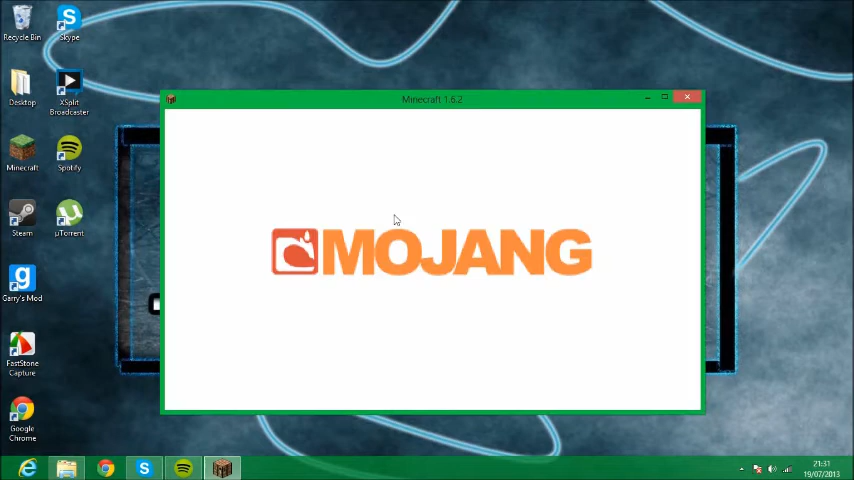 Recycle Bin
Skype
Desktop
XSplit
Broadcaster
Minecraft
Spotify
Steam
µTorrent
Garry's Mod
FastStone
Capture
Google
Chrome
Minecraft 1.6.2
MOJANG
21:31
19/07/2013